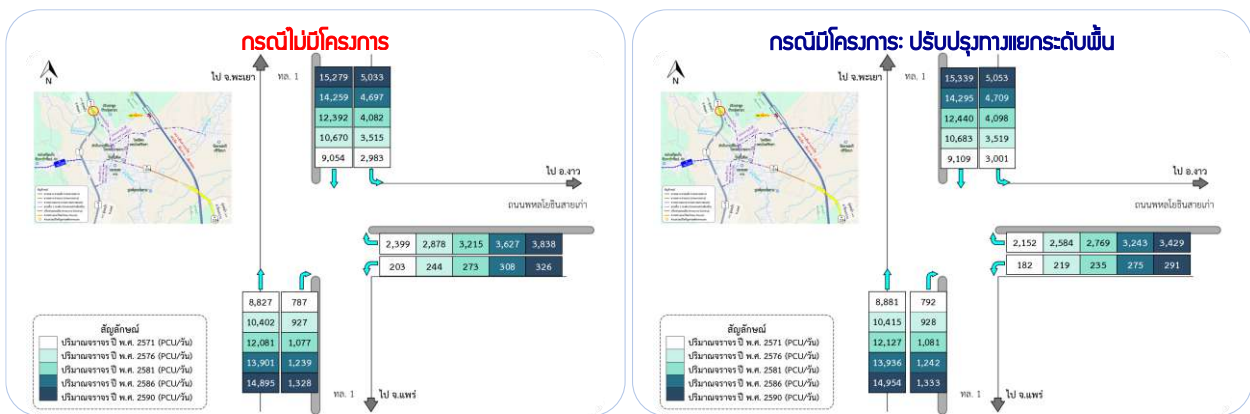 กรณีไม่มีโครงการ
ไป จ.พะเยา ทล. 1
N
15,279 5,033
14,259 4,697
12,392 4,082
10,670 3,515
9,054 2,983
ไป อ.งาว
ถนนพหลโยธินสายเก่า
2,399 2,878 3,215 3,627 3,838
203 244 273 308 326
8,827 787
10,402 927
12,081 1,077
13,901 1,239
14,895 1,328
ทล. 1 ไป จ.แพร่
สัญลักษณ์
ปริมาณจราจร ปี พ.ศ. 2571 (PCU/วัน)
ปริมาณจราจร ปี พ.ศ. 2576 (PCU/วัน)
ปริมาณจราจร ปี พ.ศ. 2581 (PCU/วัน)
ปริมาณจราจร ปี พ.ศ. 2586 (PCU/วัน)
ปริมาณจราจร ปี พ.ศ. 2590 (PCU/วัน)
กรณีมีโครงการ: ปรับปรุงทางแยกระดับพื้น
ไป จ.พะเยา ทล. 1
N
15,339 5,053
14,295 4,709
12,440 4,098
10,683 3,519
9,109 3,001
ไป อ.งาว
ถนนพหลโยธินสายเก่า
2,152 2,584 2,769 3,243 3,429
182 219 235 275 291
8,881 792
10,415 928
12,127 1,081
13,936 1,242
14,954 1,333
ทล. 1 ไป จ.แพร่
สัญลักษณ์
ปริมาณจราจร ปี พ.ศ. 2571 (PCU/วัน)
ปริมาณจราจร ปี พ.ศ. 2576 (PCU/วัน)
ปริมาณจราจร ปี พ.ศ. 2581 (PCU/วัน)
ปริมาณจราจร ปี พ.ศ. 2586 (PCU/วัน)
ปริมาณจราจร ปี พ.ศ. 2590 (PCU/วัน)